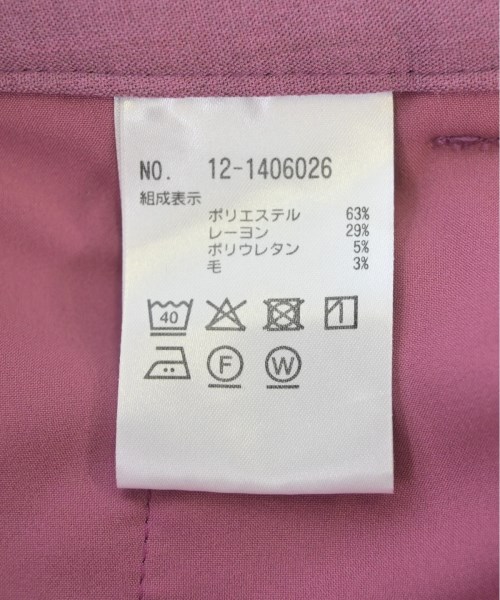 NO. 12-1406026
組成表示
ポリエステル 63%
レーヨン 29%
ポリウレタン 5%
毛 3%
40
F W